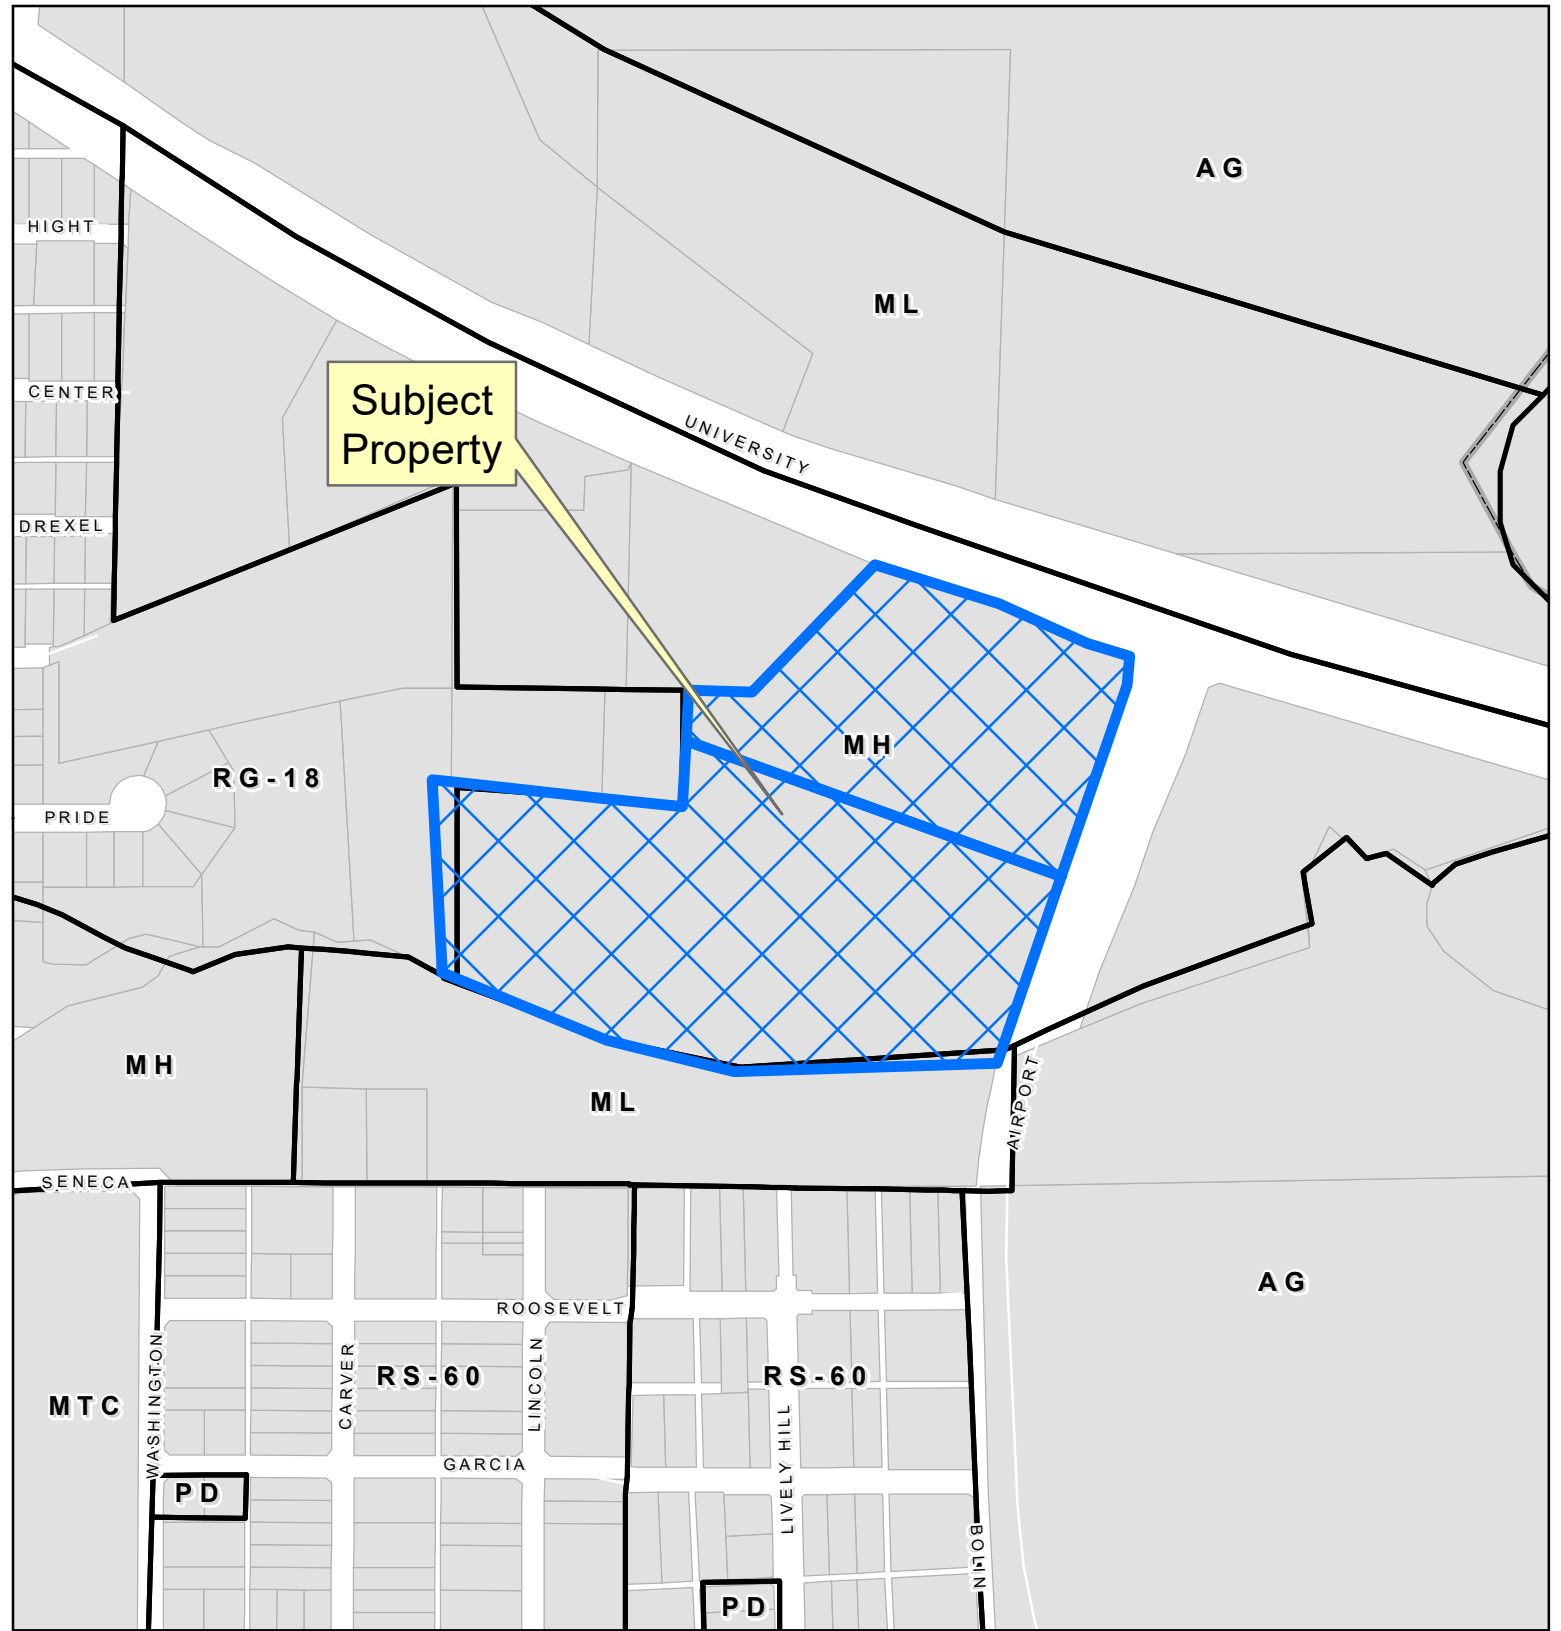 AG
HIGHT
ML
CENTER
Subject
Property
UNIVERSITY
DREXEL
MH
RG-18
PRIDE
MH
ML
AIRPORT
SENECA
AG
ROOSEVELT
WASHINGTON
CARVER
RS-60
LINCOLN
RS-60
MTC
LIVELY HILL
GARCIA
PD
BOLIN
PD